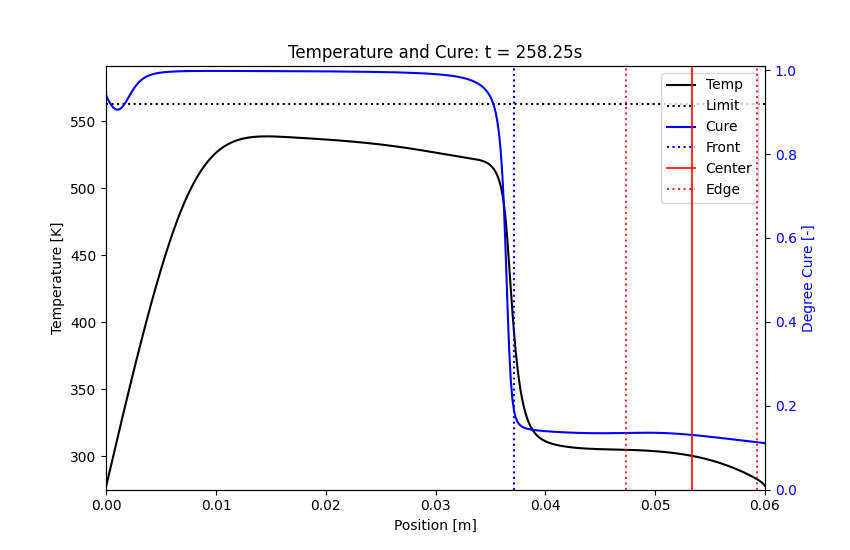 Temperature and Cure: t = 258.25s
Temp
Limit
Cure
Front
Center
Edge
Temperature [K]
550
500
450
400
350
300
Degree Cure [-]
1.0
0.8
0.6
0.4
0.2
0.0
0.00 0.01 0.02 0.03 0.04 0.05 0.06
Position [m]